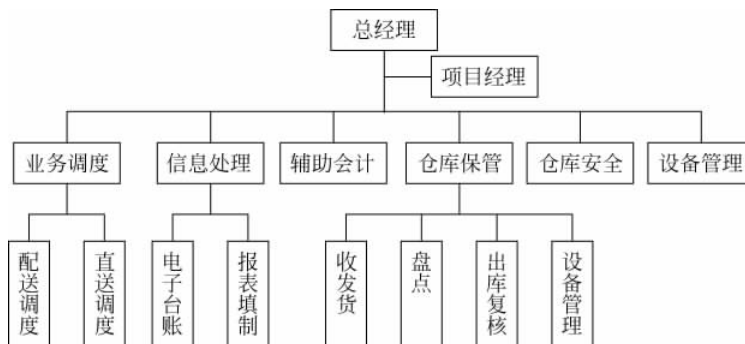 总经理
项目经理
业务调度
信息处理
辅助会计
仓库保管
仓库安全
设备管理
配送调度
直送调度
电子台账
报表填制
收发货
盘点
出库复核
设备管理